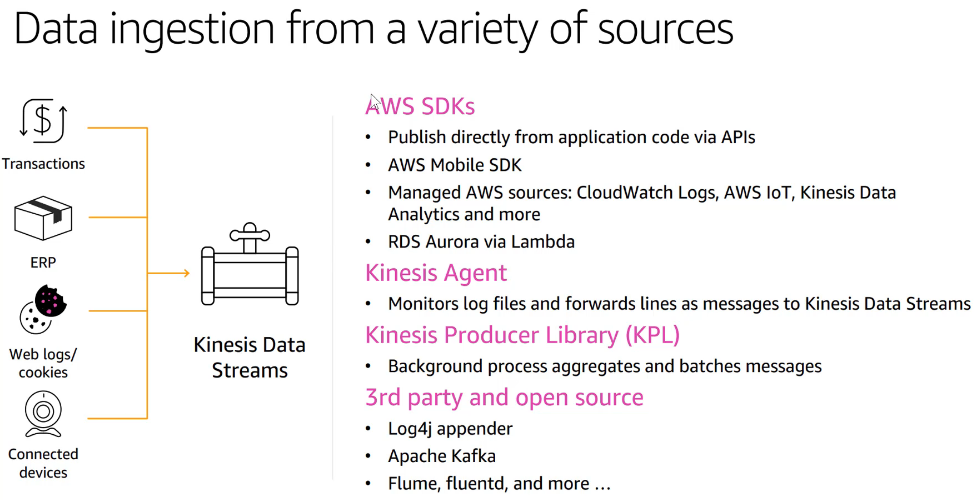 Data ingestion from a variety of sources
Transactions
ERP
Web logs/
cookies
Connected
devices
Kinesis Data
Streams
AWS SDKs
• Publish directly from application code via APIs
• AWS Mobile SDK
• Managed AWS sources: CloudWatch Logs, AWS IoT, Kinesis Data
Analytics and more
• RDS Aurora via Lambda
Kinesis Agent
• Monitors log files and forwards lines as messages to Kinesis Data Streams
Kinesis Producer Library (KPL)
• Background process aggregates and batches messages
3rd party and open source
• Log4j appender
• Apache Kafka
• Flume, fluentd, and more …